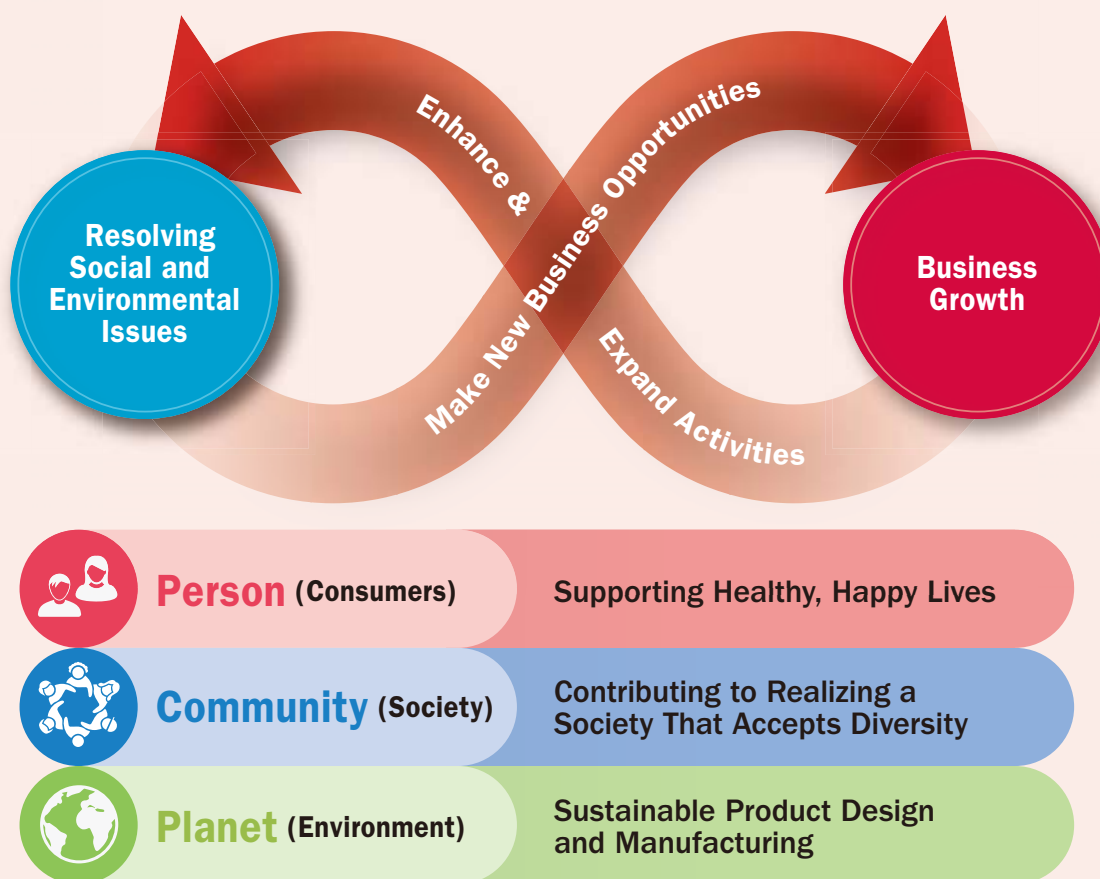 Enhance &
Make New Business Opportunities
Expand Activities
Resolving
Social and
Environmental
Issues
Business
Growth
Person (Consumers)
Supporting Healthy, Happy Lives
Community (Society)
Contributing to Realizing a
Society That Accepts Diversity
Planet (Environment)
Sustainable Product Design
and Manufacturing